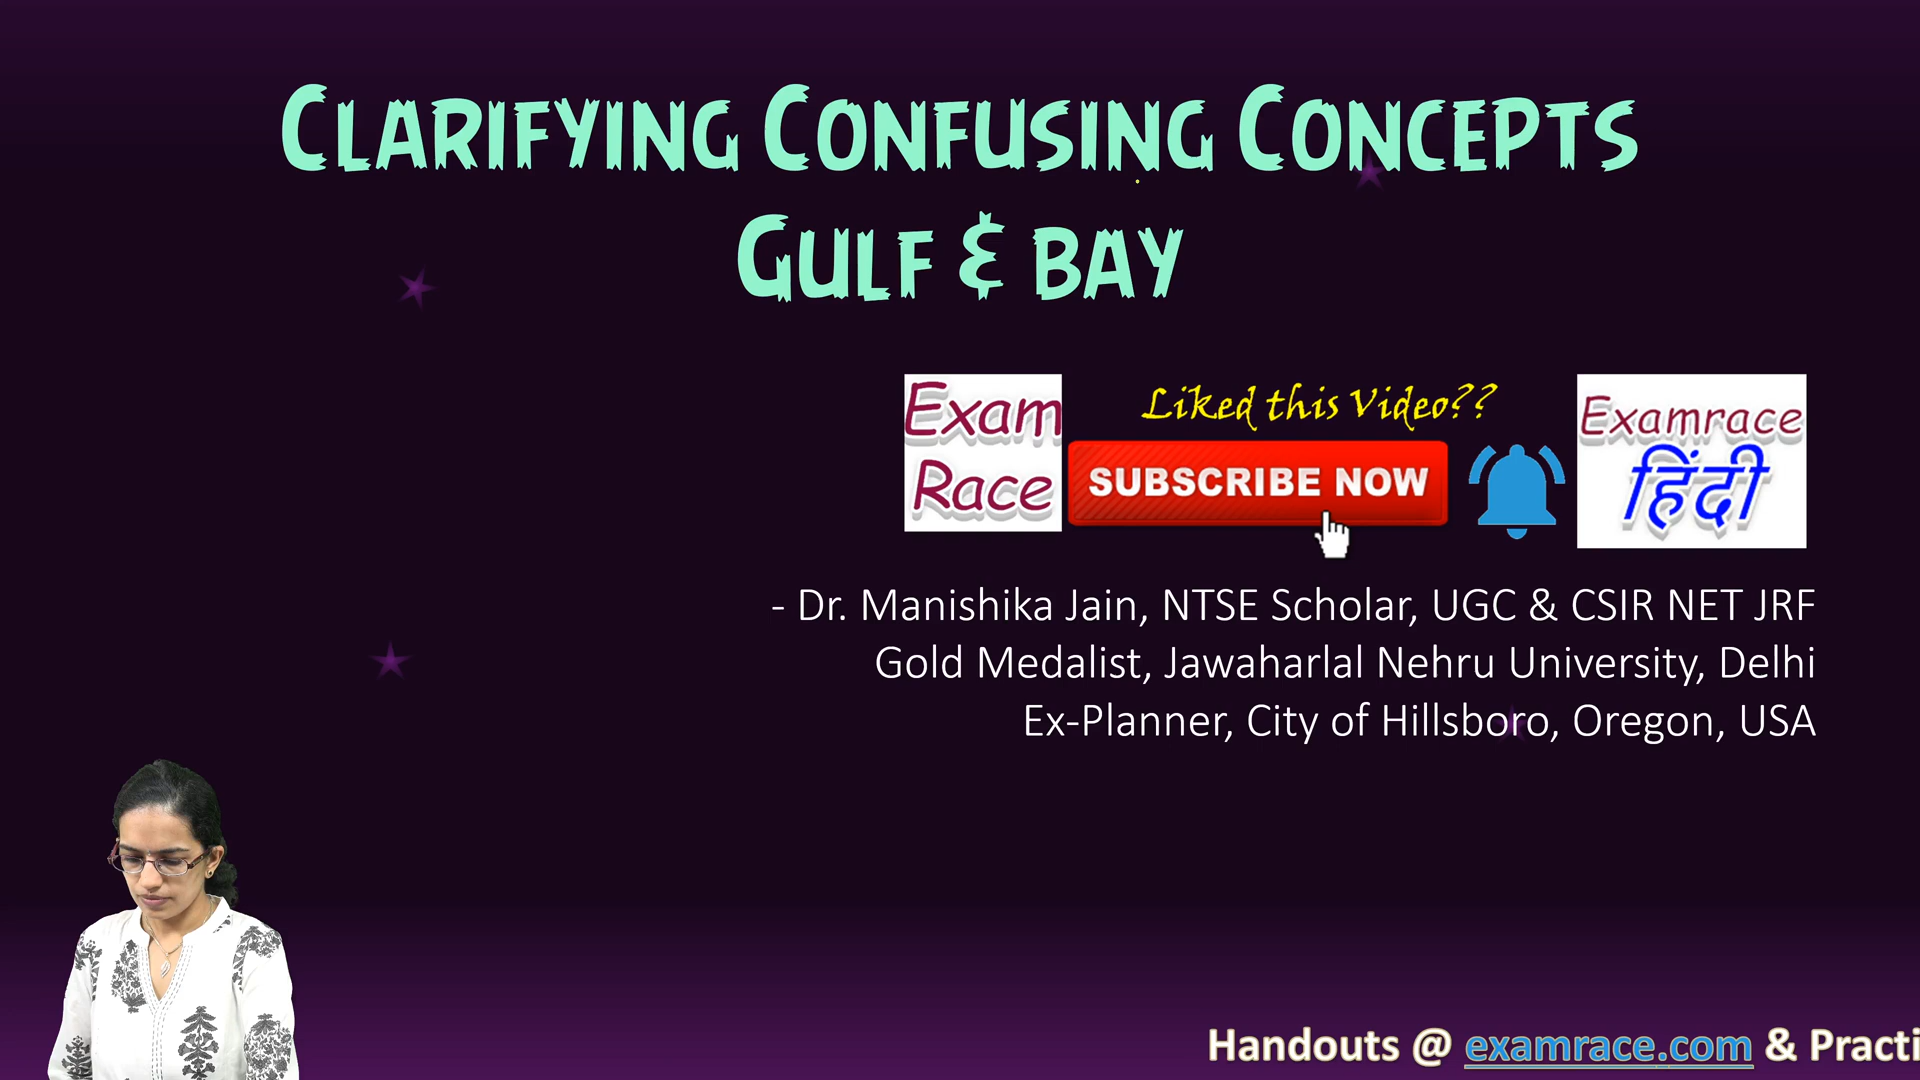 Clarifying Confusing Concepts
Gulf & bay
Exam
Race
Liked this Video??
SUBSCRIBE NOW
Examrace
हिंदी
- Dr. Manishika Jain, NTSE Scholar, UGC & CSIR NET JRF
Gold Medalist, Jawaharlal Nehru University, Delhi
Ex-Planner, City of Hillsboro, Oregon, USA
Handouts @ examrace.com & Practi